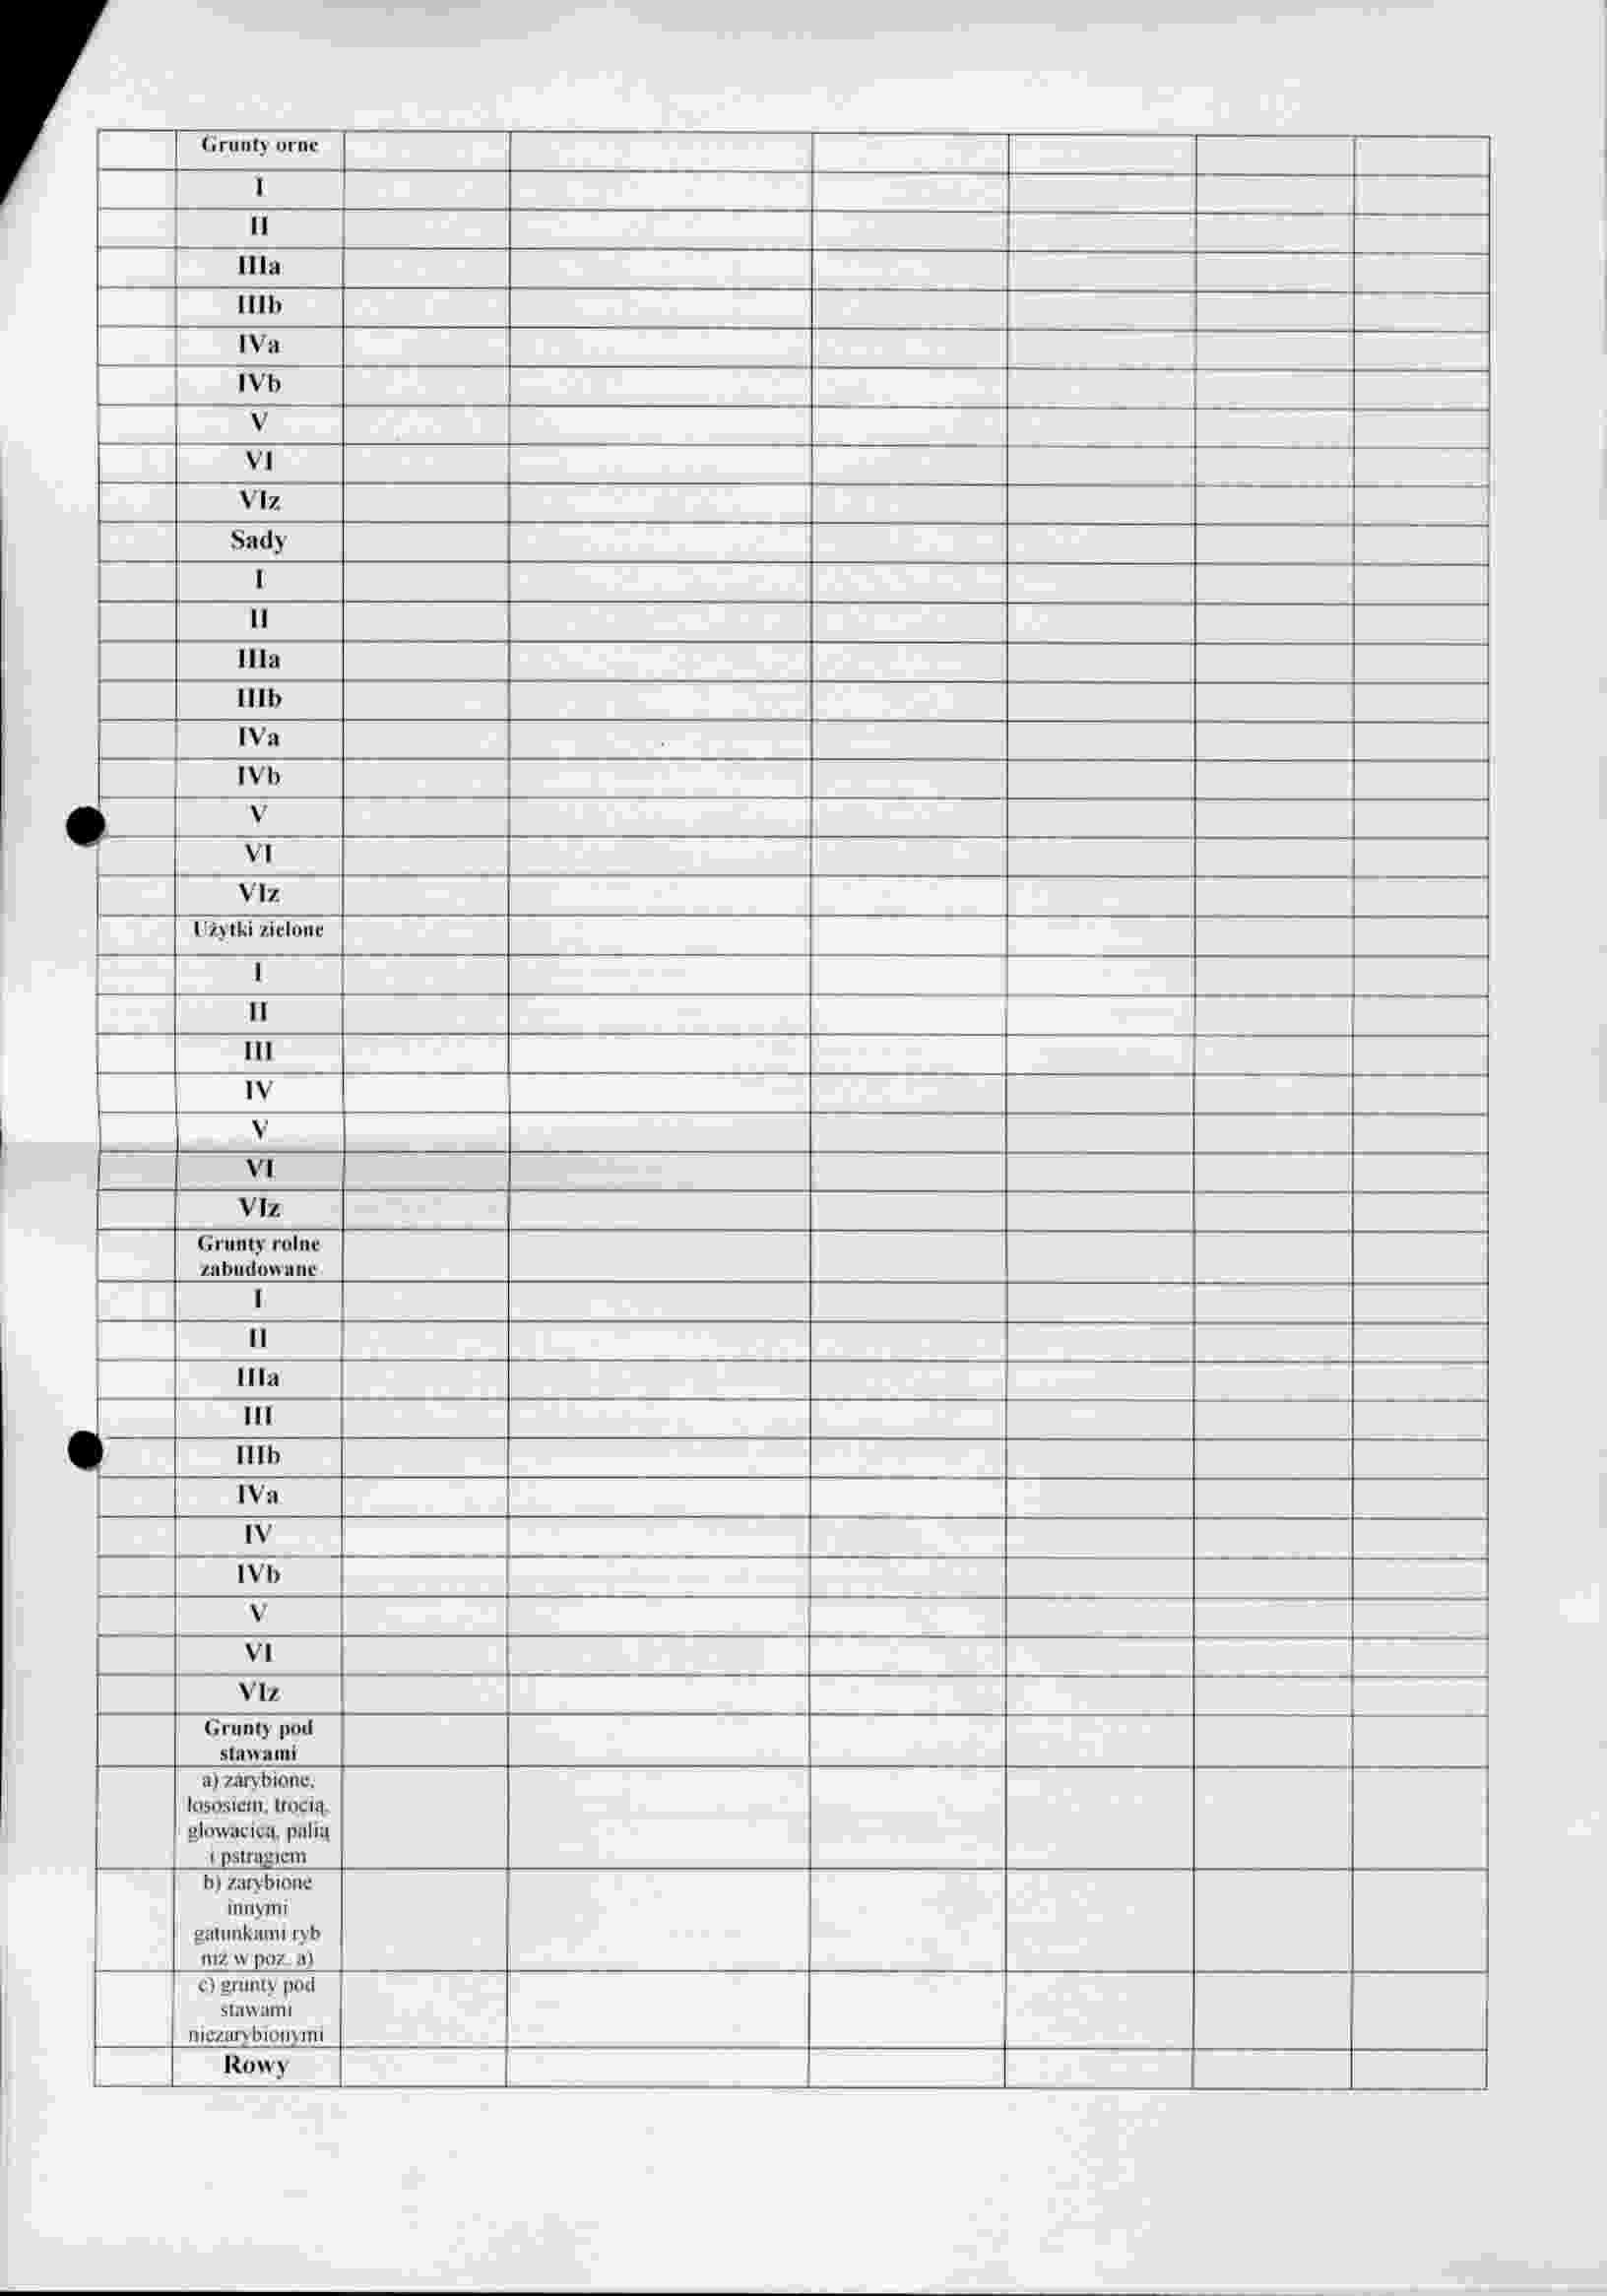 Grunty orne
I
II
IIIa
IIIb
IVa
IVb
V
VI
VIz
Sady
I
II
IIIa
IIIb
IVa
IVb
V
VI
VIz
Użytki zielone
I
II
III
IV
V
VI
VIz
Grunty rolne
zabudowane
I
II
IIIa
III
IIIb
IVa
IV
IVb
V
VI
VIz
Grunty pod
stawami
a) zarybione,
łososiem, trocią,
głowacicą, palią
i pstrągiem
b) zarybione
innymi
gatunkami ryb
niż w poz. a)
c) grunty pod
stawami
niezarybionymi
Rowy